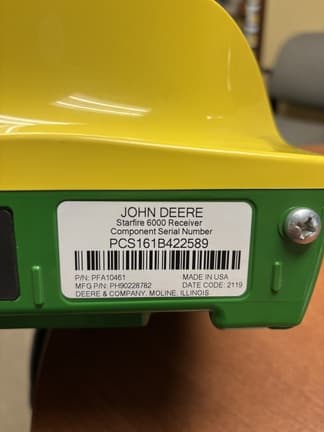 JOHN DEERE
Starfire 6000 Receiver
Component Serial Number
PCS161B422589
P/N: PFA10461 MADE IN USA
MFG P/N: PH90228782 DATE CODE: 2119
DEERE & COMPANY, MOLINE, ILLINOIS